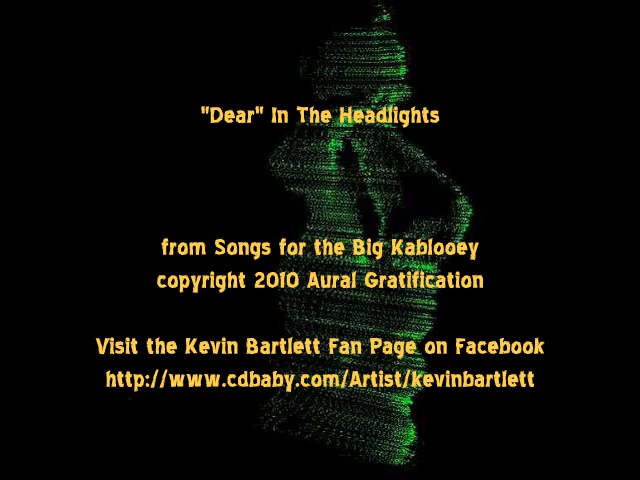 "Dear" In The Headlights
from Songs for the Big Kablooey
copyright 2010 Aural Gratification
Visit the Kevin Bartlett Fan Page on Facebook
http://www.cdbaby.com/Artist/kevinbartlett